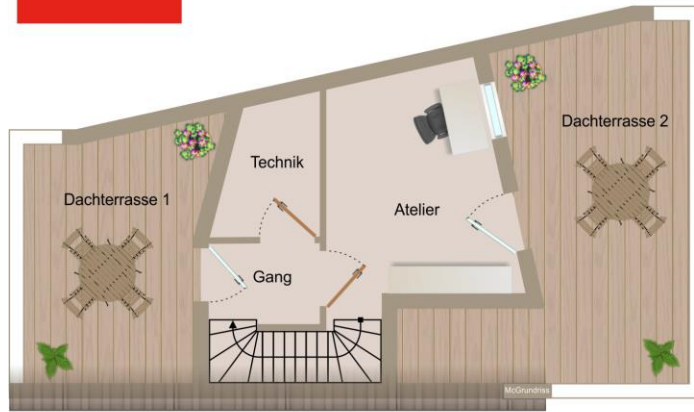 Dachterrasse 2
Technik
Dachterrasse 1
Atelier
Gang
McGrundriss